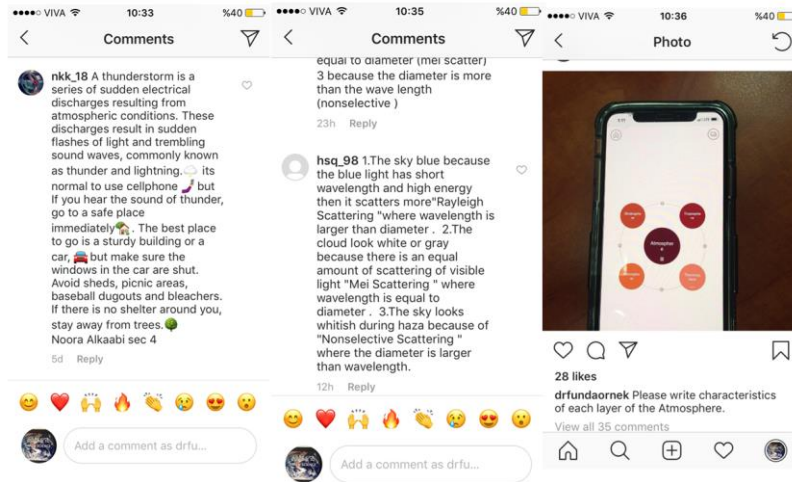 VIVA 10:33 %40
Comments
nkk_18 A thunderstorm is a
series of sudden electrical
discharges resulting from
atmospheric conditions. These
discharges result in sudden
flashes of light and trembling
sound waves, commonly known
as thunder and lightning.🌩 its
normal to use cellphone 🤳 but
If you hear the sound of thunder,
go to a safe place
immediately🏡. The best place
to go is a sturdy building or a
car, 🚘but make sure the
windows in the car are shut.
Avoid sheds, picnic areas,
baseball dugouts and bleachers.
If there is no shelter around you,
stay away from trees.🌳
Noora Alkaabi sec 4
5d Reply
Add a comment as drfu...
VIVA 10:35 %40
Comments
equal to diameter (mei scatter)
3 because the diameter is more
than the wave length
(nonselective )
23h Reply
hsq_98 1.The sky blue because
the blue light has short
wavelength and high energy
then it scatters more"Rayleigh
Scattering "where wavelength is
larger than diameter . 2.The
cloud look white or gray
because there is an equal
amount of scattering of visible
light "Mei Scattering " where
wavelength is equal to
diameter . 3.The sky looks
whitish during haza because of
"Nonselective Scattering "
where the diameter is larger
than wavelength.
12h Reply
Add a comment as drfu...
VIVA 10:36 %40
Photo
Atmosphere
28 likes
drfundaornek Please write characteristics
of each layer of the Atmosphere.
View all 35 comments